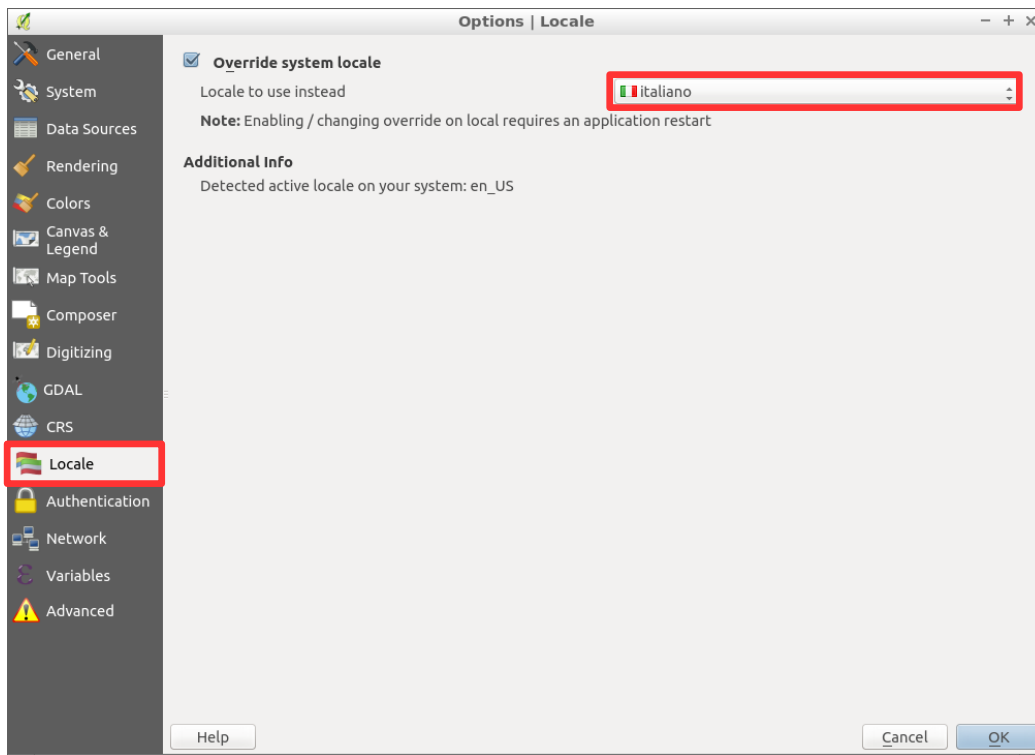 Options | Locale
General
System
Data Sources
Rendering
Colors
Canvas &
Legend
Map Tools
Composer
Digitizing
GDAL
CRS
Locale
Authentication
Network
Variables
Advanced
Override system locale
Locale to use instead
italiano
Note: Enabling / changing override on local requires an application restart
Additional Info
Detected active locale on your system: en_US
Help
Cancel
OK